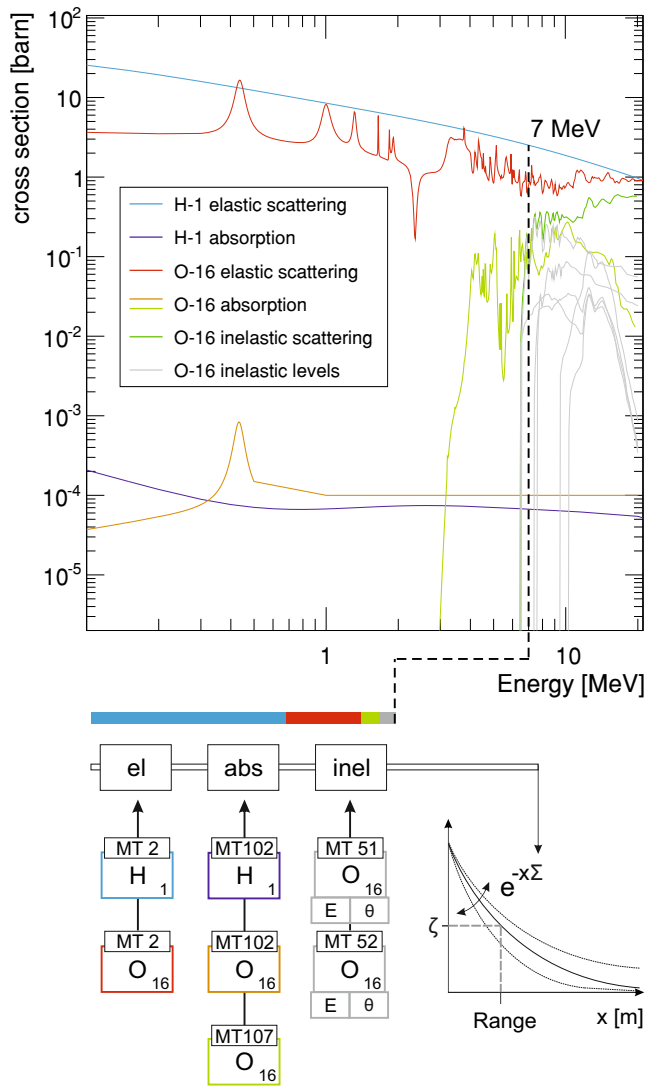 cross section [barn]
10²
10
1
10⁻¹
10⁻²
10⁻³
10⁻⁴
10⁻⁵
7 MeV
H-1 elastic scattering
H-1 absorption
O-16 elastic scattering
O-16 absorption
O-16 inelastic scattering
O-16 inelastic levels
1 10
Energy [MeV]
el abs inel
MT 2 MT102 MT 51
H 1 H 1 O 16
E θ
MT 2 MT102 MT 52
O 16 O 16 O 16
E θ
MT107
O 16
e^-xΣ
ζ
Range x [m]